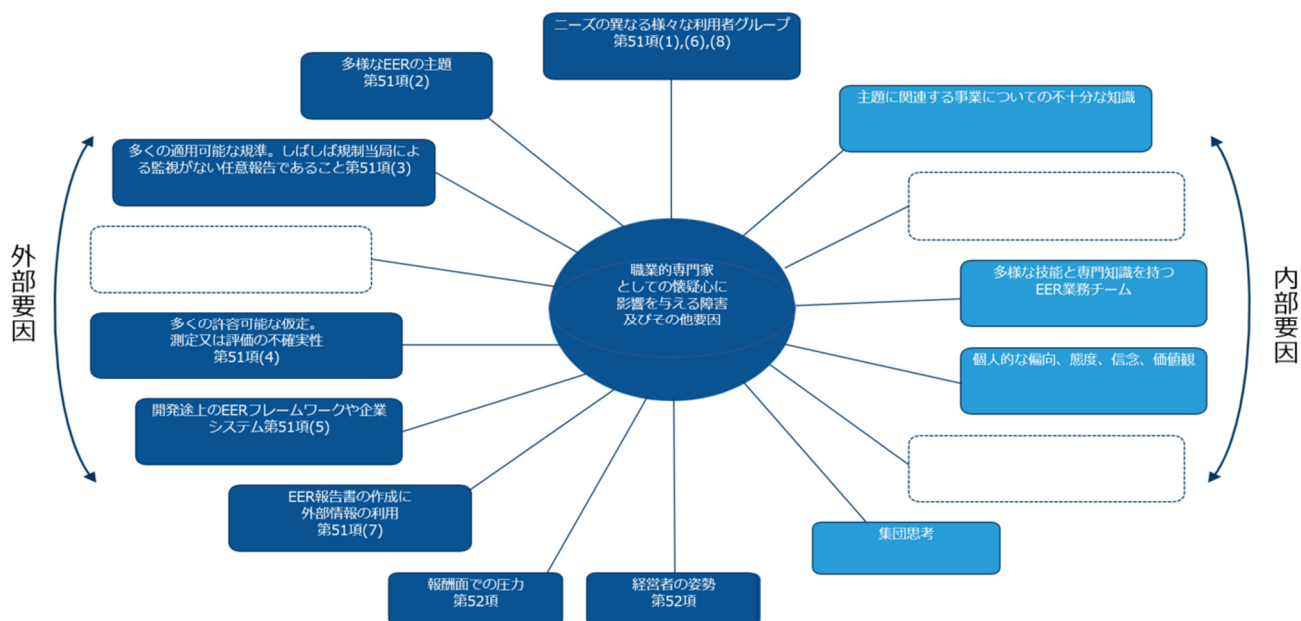 ニーズの異なる様々な利用者グループ
第51項(1),(6),(8)
多様なEERの主題
第51項(2)
主題に関連する事業についての不十分な知識
多くの適用可能な規準。しばしば規制当局によ
る監視がない任意報告であること第51項(3)
外部要因
職業的専門家
としての懐疑心に
影響を与える障害
及びその他要因
多様な技能と専門知識を持つ
EER業務チーム
内部要因
多くの許容可能な仮定。
測定又は評価の不確実性
第51項(4)
個人的な偏向、態度、信念、価値観
開発途上のEERフレームワークや企業
システム第51項(5)
EER報告書の作成に
外部情報の利用
第51項(7)
集団思考
報酬面での圧力
第52項
経営者の姿勢
第52項